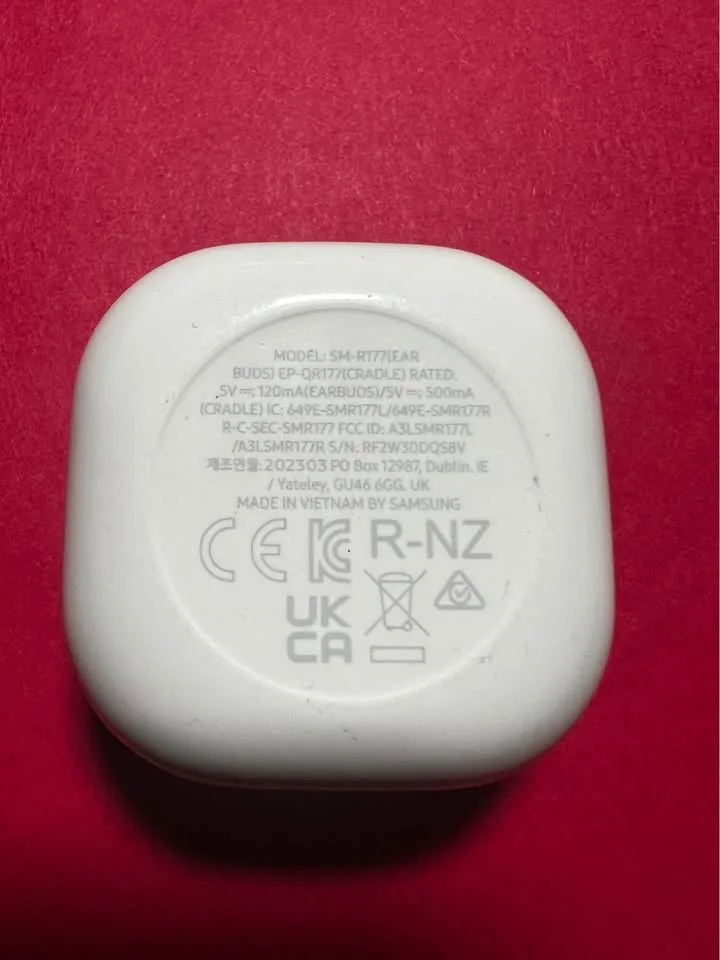 MODEL: SM-R177(EAR
BUDS) EP-QR177(CRADLE) RATED:
5V ⎓; 120mA(EARBUDS)/5V ⎓; 500mA
(CRADLE) IC: 649E-SMR177L/649E-SMR177R
R-C-SEC-SMR177 FCC ID: A3LSMR177L
/A3LSMR177R S/N: RF2W30DQS8V
제조연월: 202303 PO Box 12987, Dublin. IE
/ Yateley, GU46 6GG. UK
MADE IN VIETNAM BY SAMSUNG
CE KC R-NZ
UK
CA